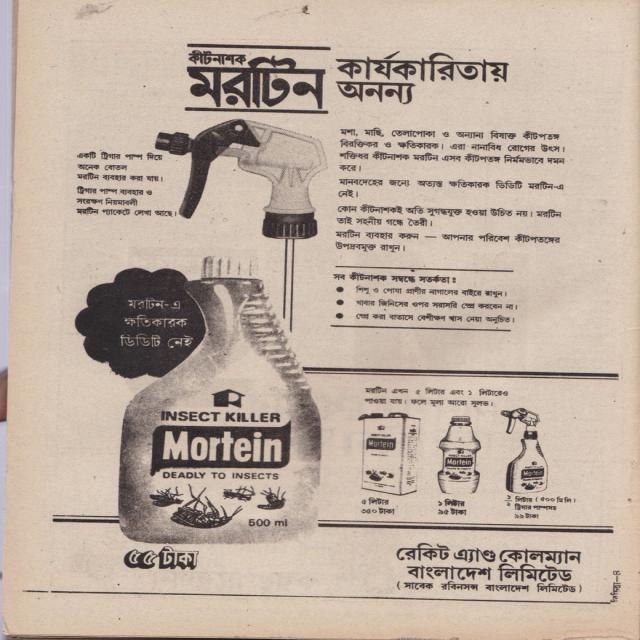 কীটনাশক
মরটিন
কার্যকারিতায়
অনন্য
একটি ট্রিগার পাম্প দিয়ে
অনেক বোতল
মরটিন ব্যবহার করা যায়।
ট্রিগার পাম্প ব্যবহার ও
সংরক্ষণ নিয়মাবলী
মরটিন প্যাকেটে লেখা আছে।
মশা, মাছি, তেলাপোকা ও অন্যান্য বিষাক্ত কীটপতঙ্গ
বিরক্তিকর ও ক্ষতিকারক। এরা নানাবিধ রোগের উৎস।
শক্তিধর কীটনাশক মরটিন এসব কীটপতঙ্গ নির্মমভাবে দমন
করে।
মানবদেহের জন্যে অত্যন্ত ক্ষতিকারক ডিডিটি মরটিন-এ
নেই।
কোন কীটনাশকই অতি সুগন্ধযুক্ত হওয়া উচিত নয়। মরটিন
তাই সহনীয় গন্ধে তৈরী।
মরটিন ব্যবহার করুন — আপনার পরিবেশ কীটপতঙ্গের
উপদ্রবমুক্ত রাখুন।
সব কীটনাশক সম্বন্ধে সতর্কতা :
● শিশু ও পোষা প্রাণীর নাগালের বাইরে রাখুন।
● খাবার জিনিসের ওপর সরাসরি স্প্রে করবেন না।
● স্প্রে করা বাতাসে বেশীক্ষণ শ্বাস নেয়া অনুচিত।
মরটিন-এ
ক্ষতিকারক
ডিডিটি নেই
INSECT KILLER
Mortein
DEADLY TO INSECTS
500 ml
৫৫ টাকা
মরটিন এখন ৫ লিটার এবং ১ লিটারেও
পাওয়া যায়। ফলে মূল্য আরো সুলভ।
Mortein
Mortein
Mortein
৫ লিটার
৩৫০ টাকা
১ লিটার
৯৫ টাকা
১/২ লিটার (৫০০ মিঃলিঃ)
ট্রিগার পাম্পসহ
৯৯ টাকা
রেকিট এ্যাণ্ড কোলম্যান
বাংলাদেশ লিমিটেড
(সাবেক রবিনসন্স বাংলাদেশ লিমিটেড)